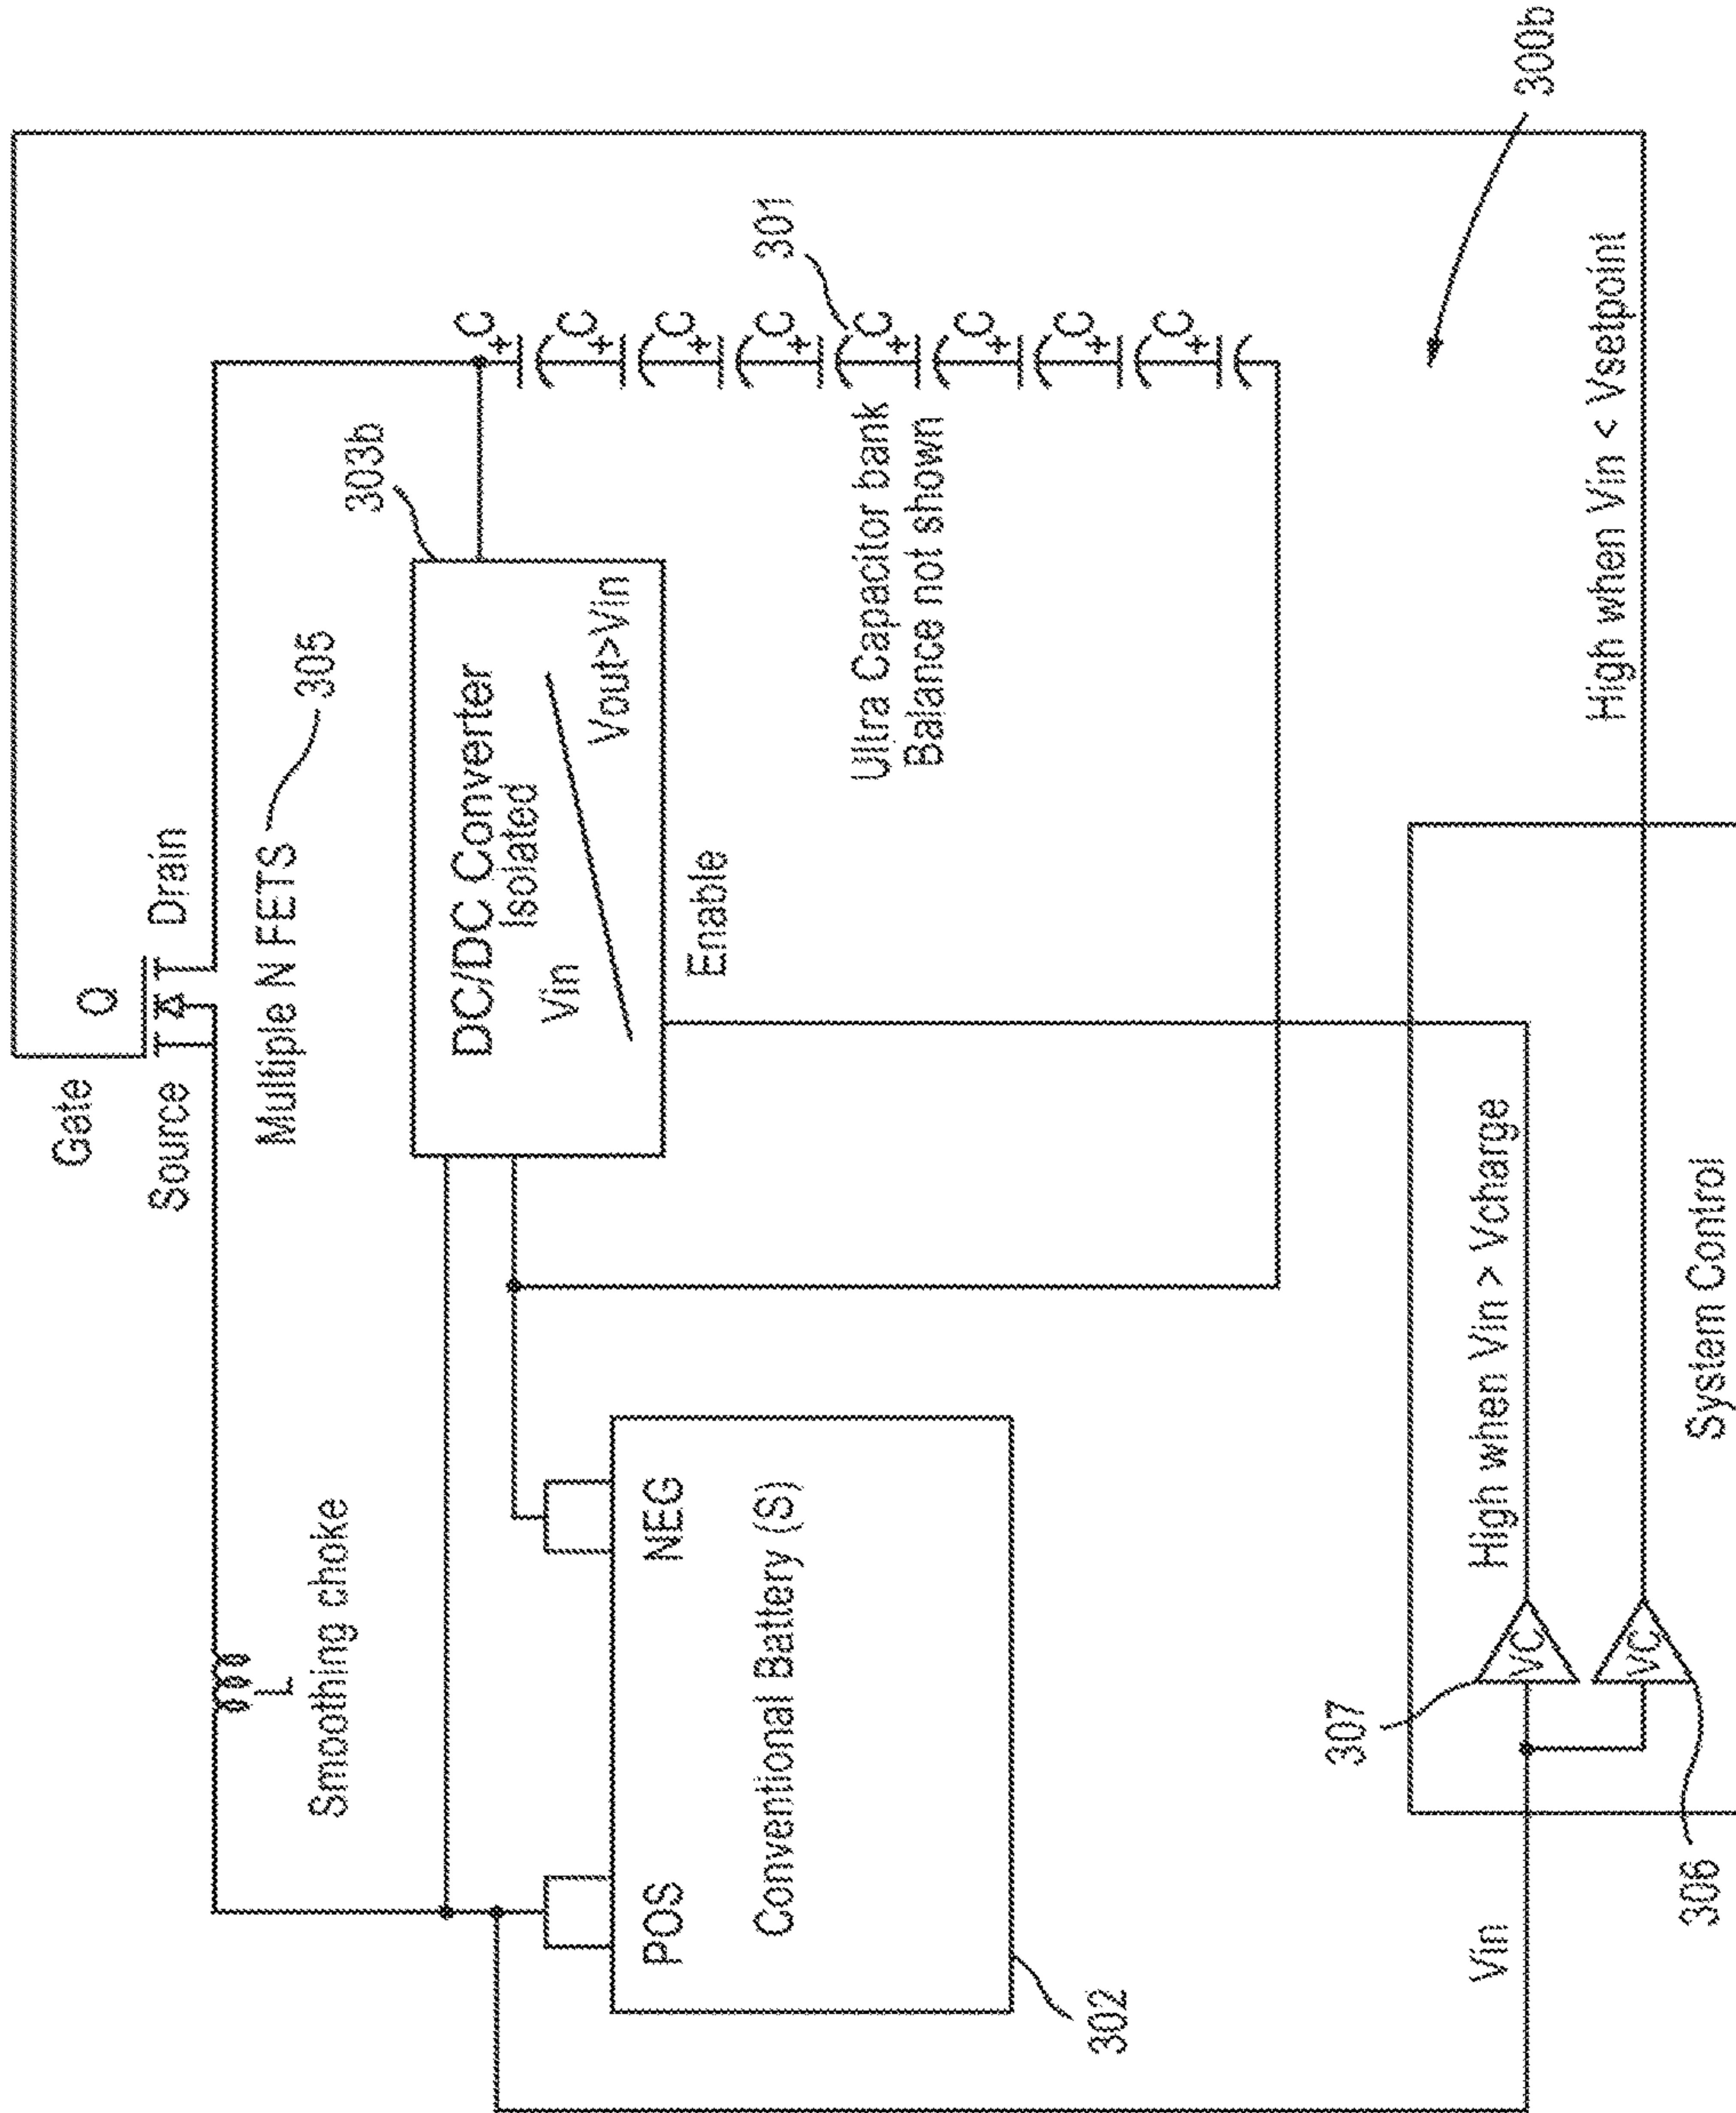 Gate
Q
Source
Drain
Multiple N FETS
305
L
Smoothing choke
303b
DC/DC Converter
Isolated
Vin
Vout>Vin
Enable
C
+
C
+
C
+
C
+
C
+
C
+
C
+
C
+
301
Ultra Capacitor bank
Balance not shown
POS
NEG
Conventional Battery (S)
302
Vin
307
VC
High when Vin > Vcharge
306
VC
High when Vin < Vsetpoint
System Control
300b